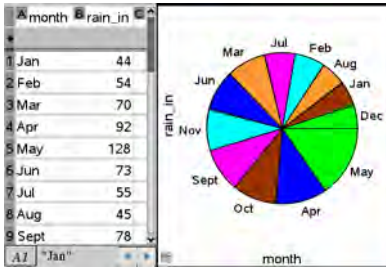 A month B rain_in C
1 Jan 44
2 Feb 54
3 Mar 70
4 Apr 92
5 May 128
6 Jun 73
7 Jul 55
8 Aug 45
9 Sept 78
A1 "Jan"
rain_in
Jul
Feb
Mar
Aug
Jun
Jan
Dec
Nov
May
Sept
Oct
Apr
month